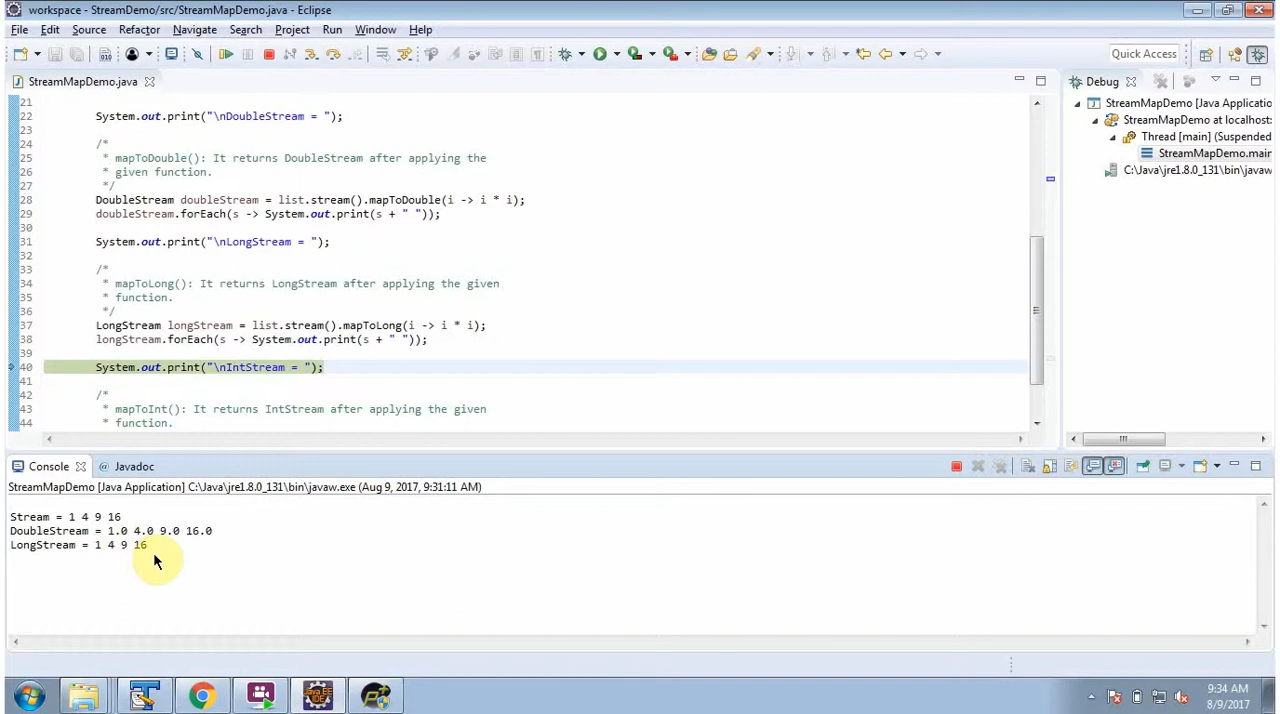 workspace - StreamDemo/src/StreamMapDemo.java - Eclipse
File Edit Source Refactor Navigate Search Project Run Window Help
Quick Access
StreamMapDemo.java
Debug
21
22 System.out.print("\nDoubleStream = ");
23
24 /*
25 * mapToDouble(): It returns DoubleStream after applying the
26 * given function.
27 */
28 DoubleStream doubleStream = list.stream().mapToDouble(i -> i * i);
29 doubleStream.forEach(s -> System.out.print(s + " "));
30
31 System.out.print("\nLongStream = ");
32
33 /*
34 * mapToLong(): It returns LongStream after applying the given
35 * function.
36 */
37 LongStream longStream = list.stream().mapToLong(i -> i * i);
38 longStream.forEach(s -> System.out.print(s + " "));
39
40 System.out.print("\nIntStream = ");
41
42 /*
43 * mapToInt(): It returns IntStream after applying the given
44 * function.
StreamMapDemo [Java Applicatio
StreamMapDemo at localhost:
Thread [main] (Suspended
StreamMapDemo.main
C:\Java\jre1.8.0_131\bin\javaw
Console
@ Javadoc
StreamMapDemo [Java Application] C:\Java\jre1.8.0_131\bin\javaw.exe (Aug 9, 2017, 9:31:11 AM)
Stream = 1 4 9 16
DoubleStream = 1.0 4.0 9.0 16.0
LongStream = 1 4 9 16
Java EE
IDE
9:34 AM
8/9/2017